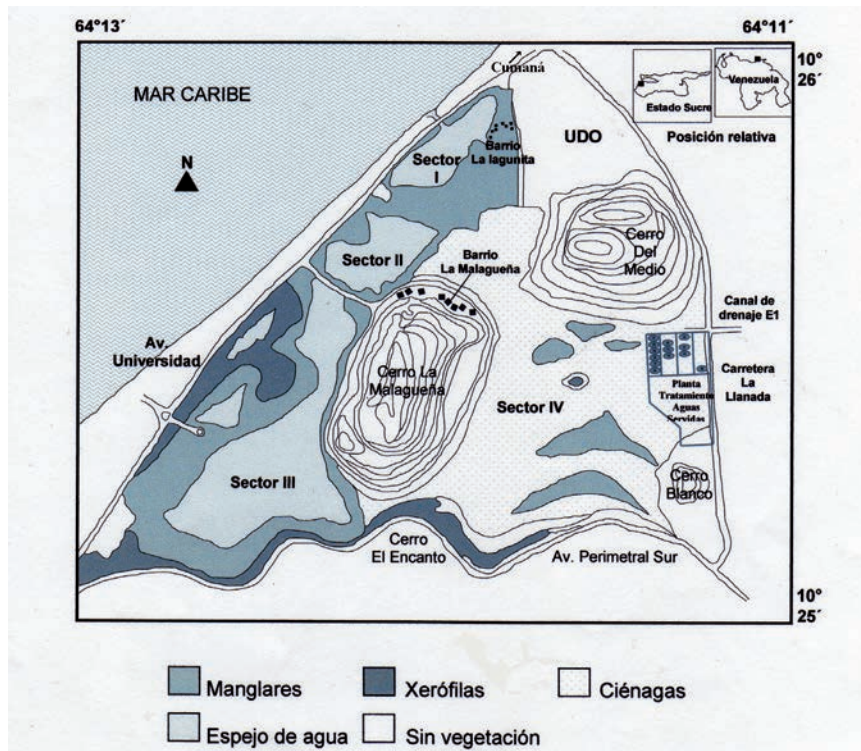 64°13´
64°11´
10°
26´
MAR CARIBE
N
Cumaná
Estado Sucre
Venezuela
Posición relativa
UDO
Barrio
La lagunita
Sector
I
Sector II
Barrio
La Malagueña
Cerro
Del
Medio
Canal de
drenaje E1
Av.
Universidad
Cerro La
Malagueña
Carretera
La
Llanada
Planta
Tratamiento
Aguas
Servidas
Sector IV
Sector III
Cerro
Blanco
Cerro
El Encanto
Av. Perimetral Sur
10°
25´
Manglares
Xerófilas
Ciénagas
Espejo de agua
Sin vegetación